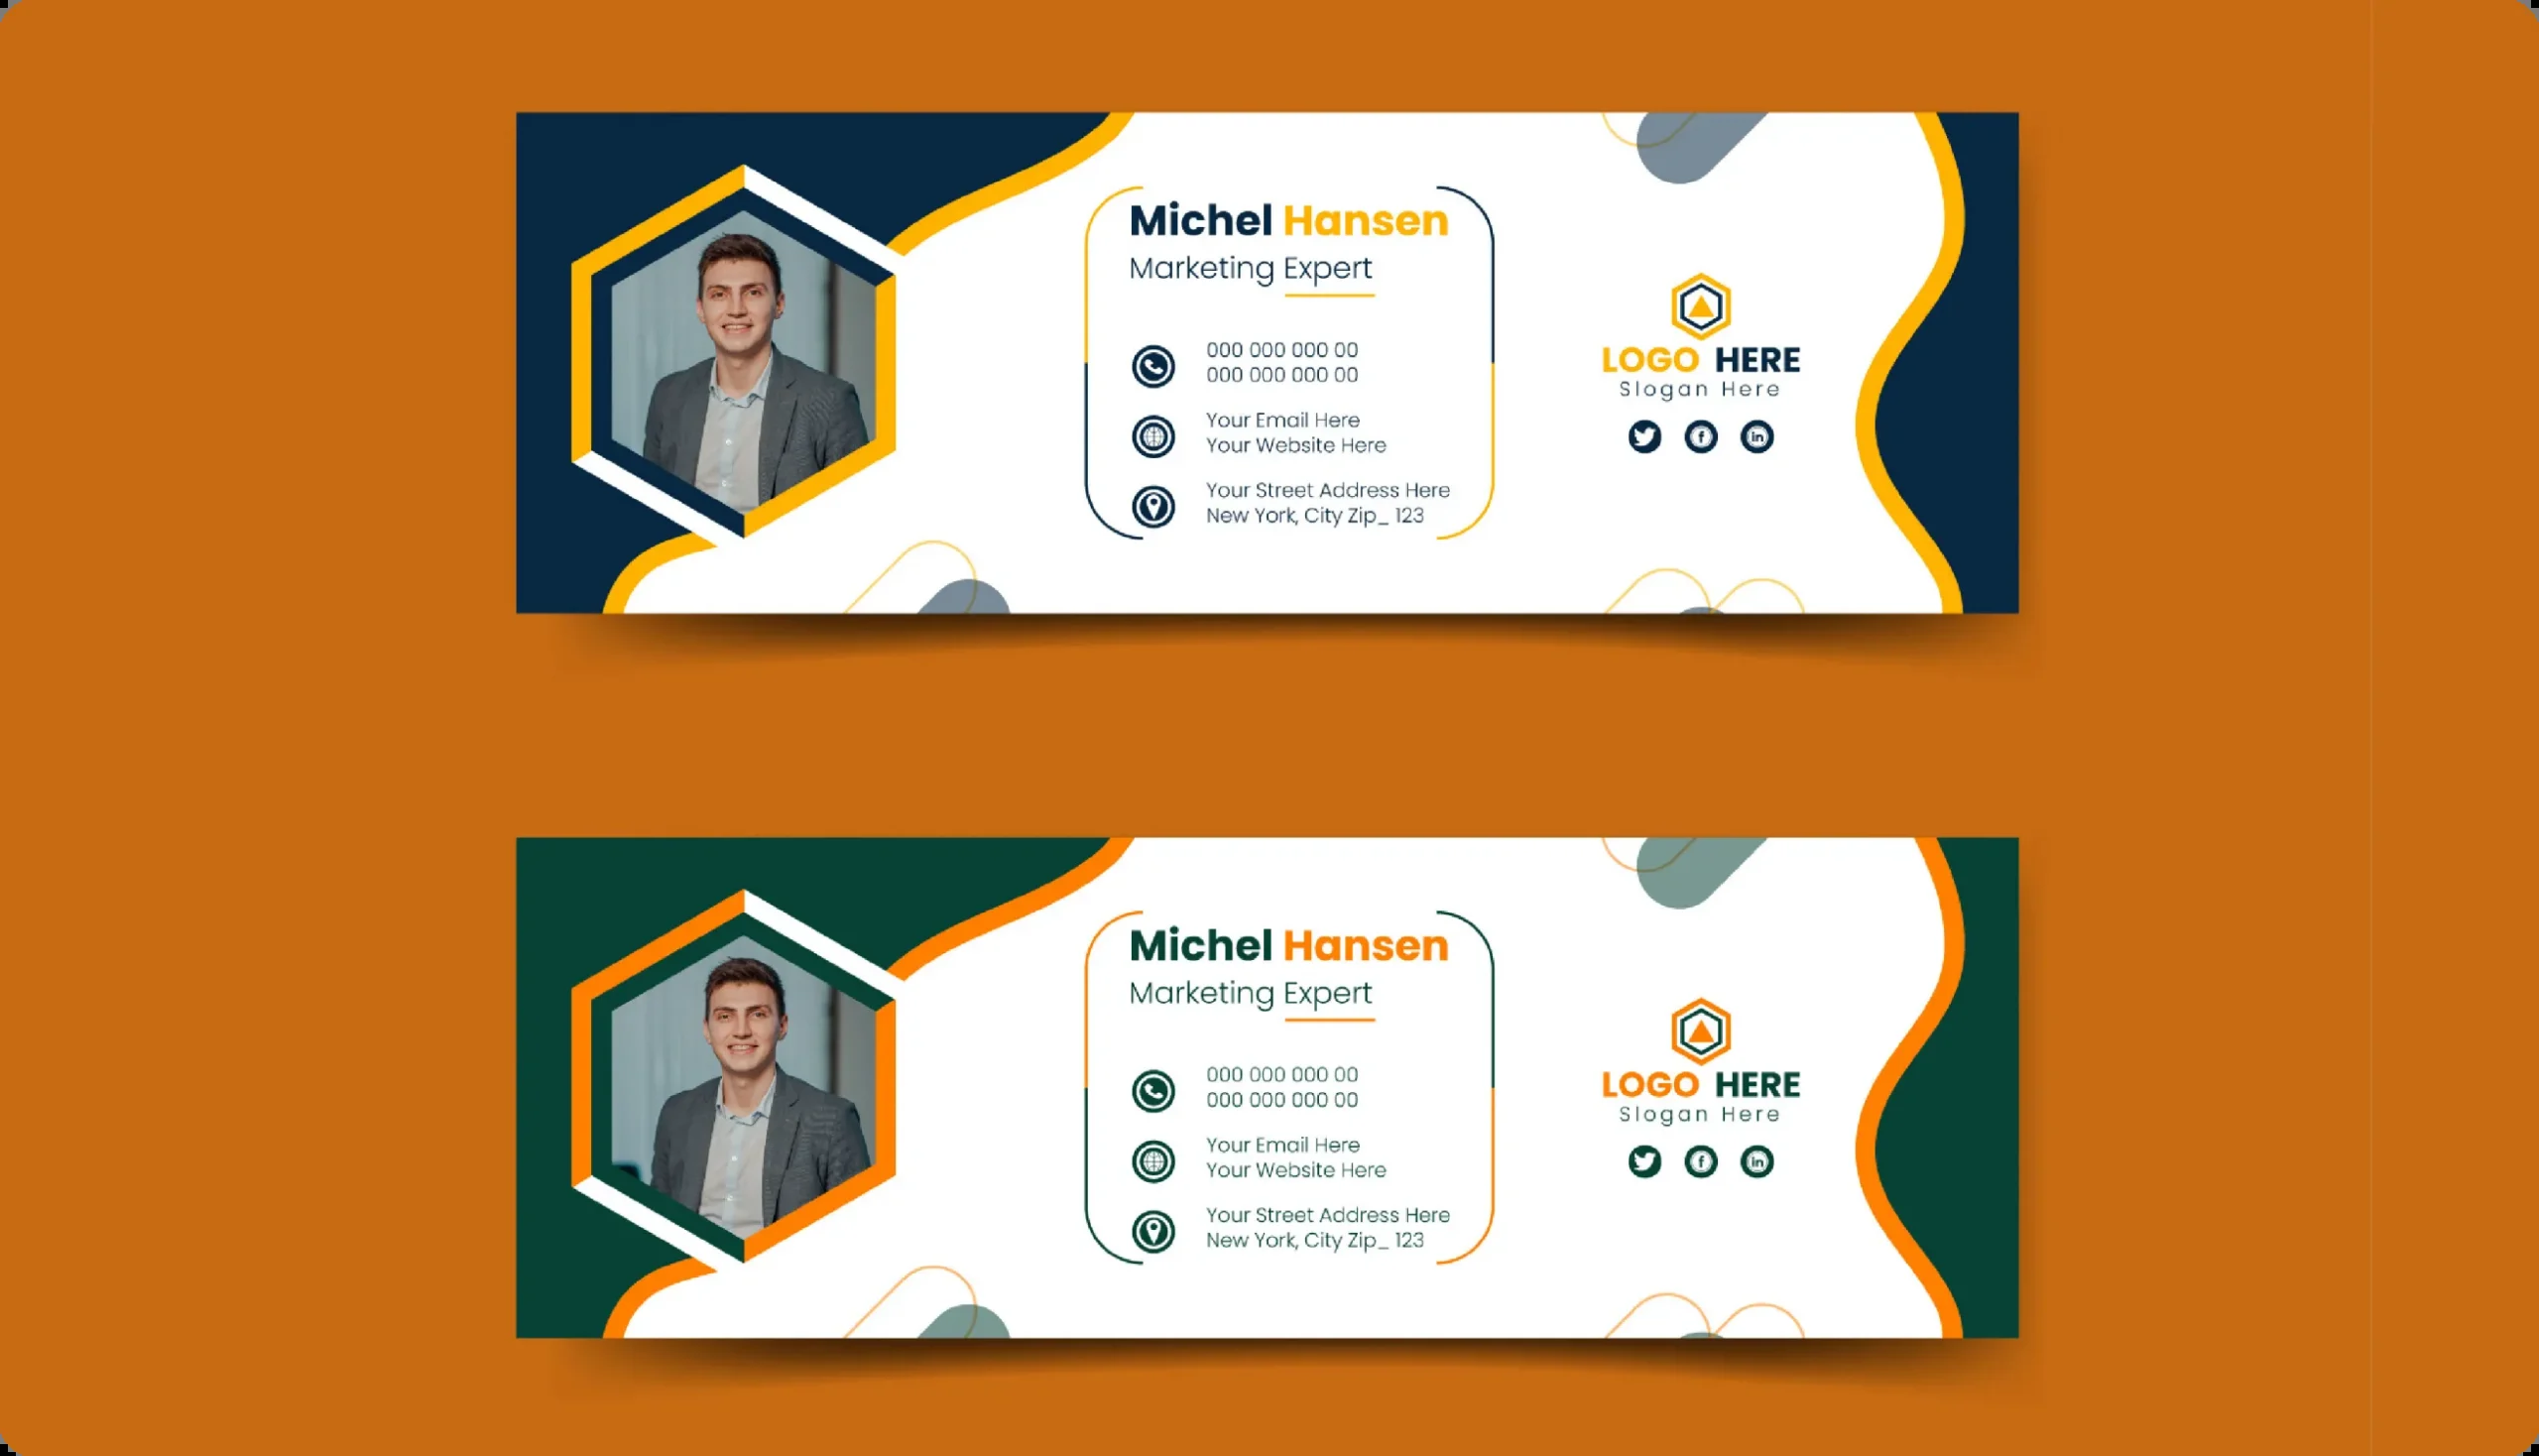 Michel Hansen
Marketing Expert
000 000 000 00
000 000 000 00
Your Email Here
Your Website Here
Your Street Address Here
New York, City Zip_ 123
LOGO HERE
Slogan Here
f
in
Michel Hansen
Marketing Expert
000 000 000 00
000 000 000 00
Your Email Here
Your Website Here
Your Street Address Here
New York, City Zip_ 123
LOGO HERE
Slogan Here
f
in